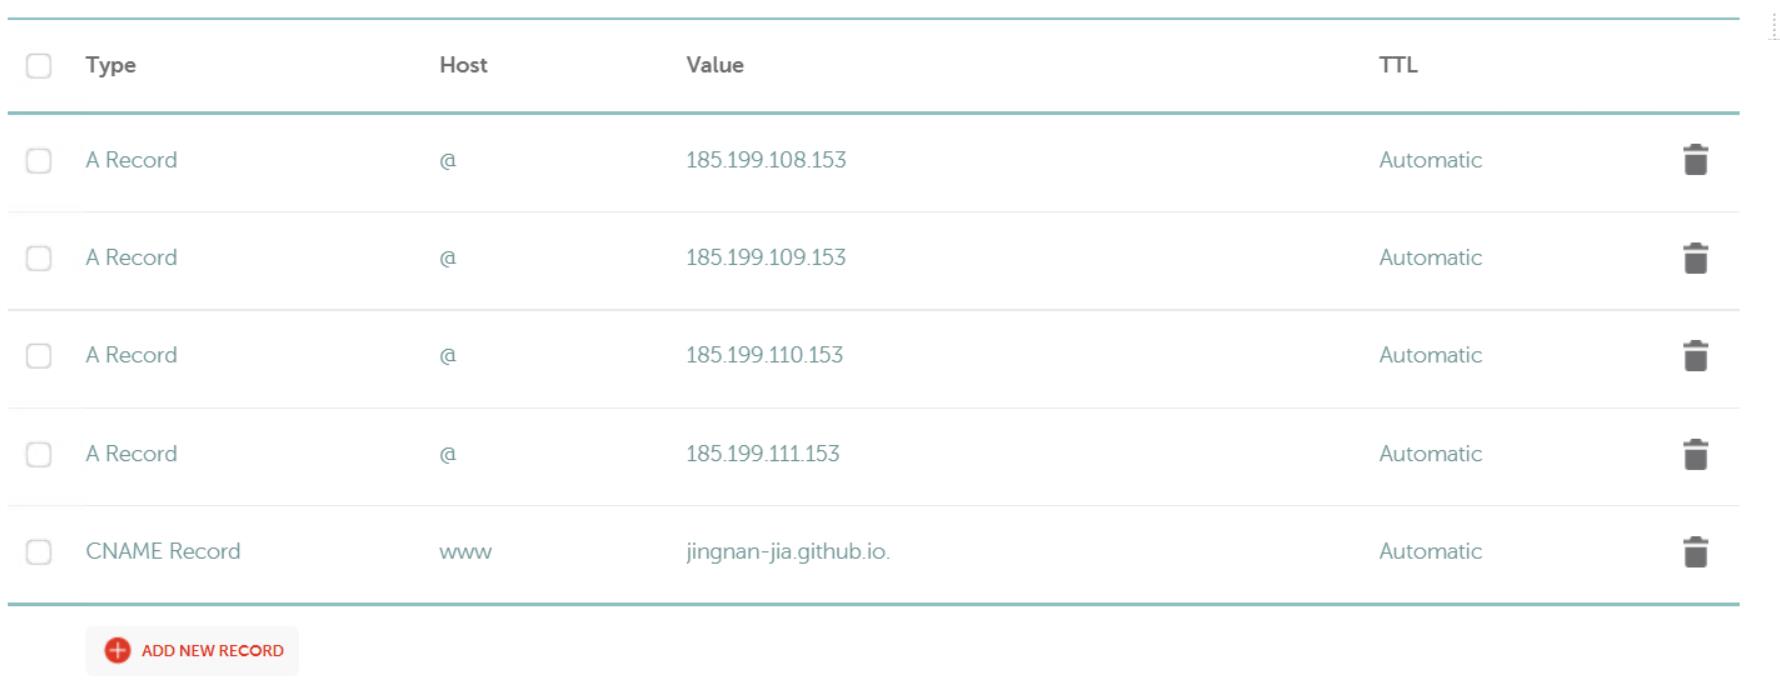 Type Host Value TTL
A Record @ 185.199.108.153 Automatic
A Record @ 185.199.109.153 Automatic
A Record @ 185.199.110.153 Automatic
A Record @ 185.199.111.153 Automatic
CNAME Record www jingnan-jia.github.io. Automatic
ADD NEW RECORD